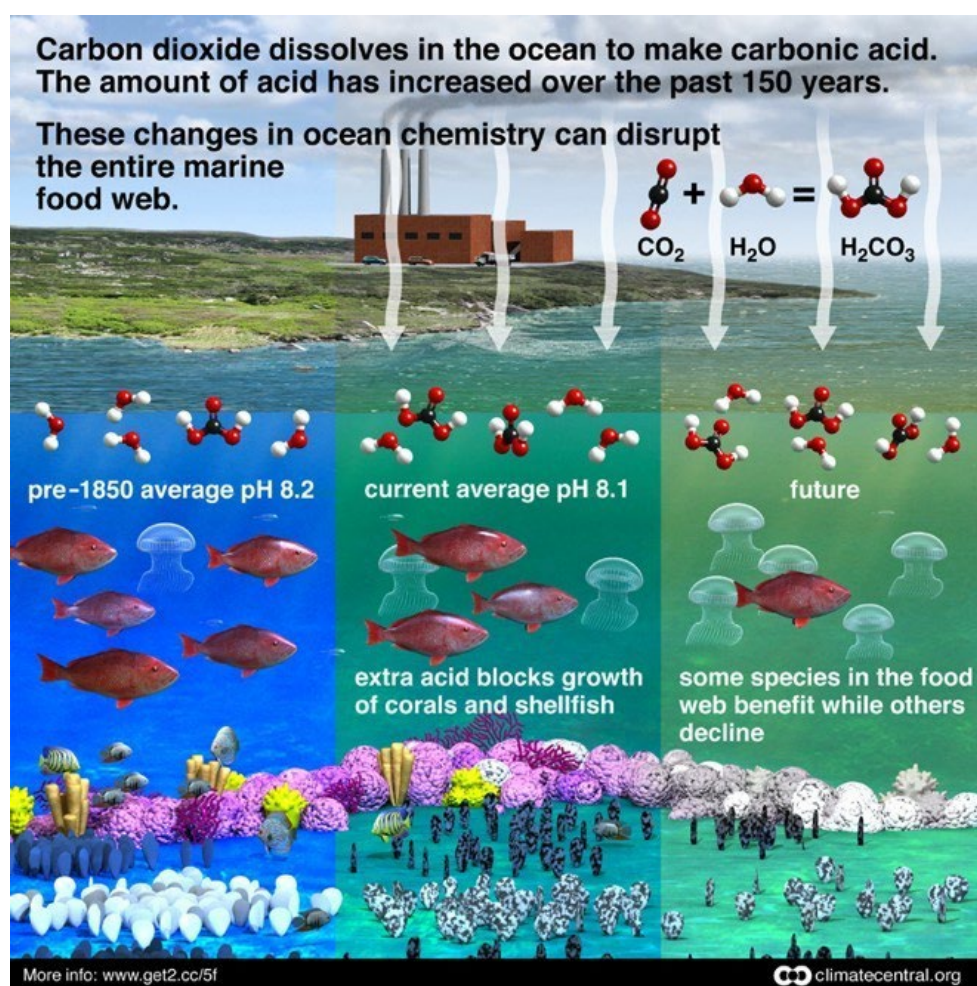 Carbon dioxide dissolves in the ocean to make carbonic acid.
The amount of acid has increased over the past 150 years.
These changes in ocean chemistry can disrupt
the entire marine
food web.
+ =
CO₂ H₂O H₂CO₃
pre-1850 average pH 8.2
current average pH 8.1
future
extra acid blocks growth
of corals and shellfish
some species in the food
web benefit while others
decline
More info: www.get2.cc/5f
climatecentral.org